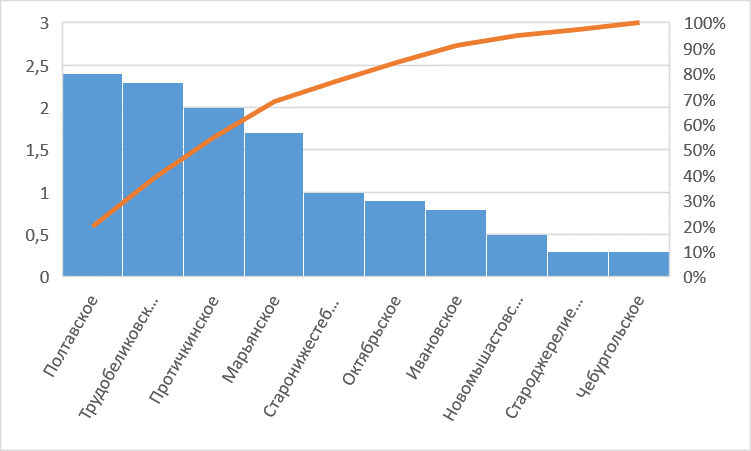 3
2,5
2
1,5
1
0,5
0
100%
90%
80%
70%
60%
50%
40%
30%
20%
10%
0%
Полтавское
Трудобеликовск...
Протичкинское
Марьянское
Старонижестеб...
Октябрьское
Ивановское
Новомышастовс...
Староджерелие...
Чебургольское